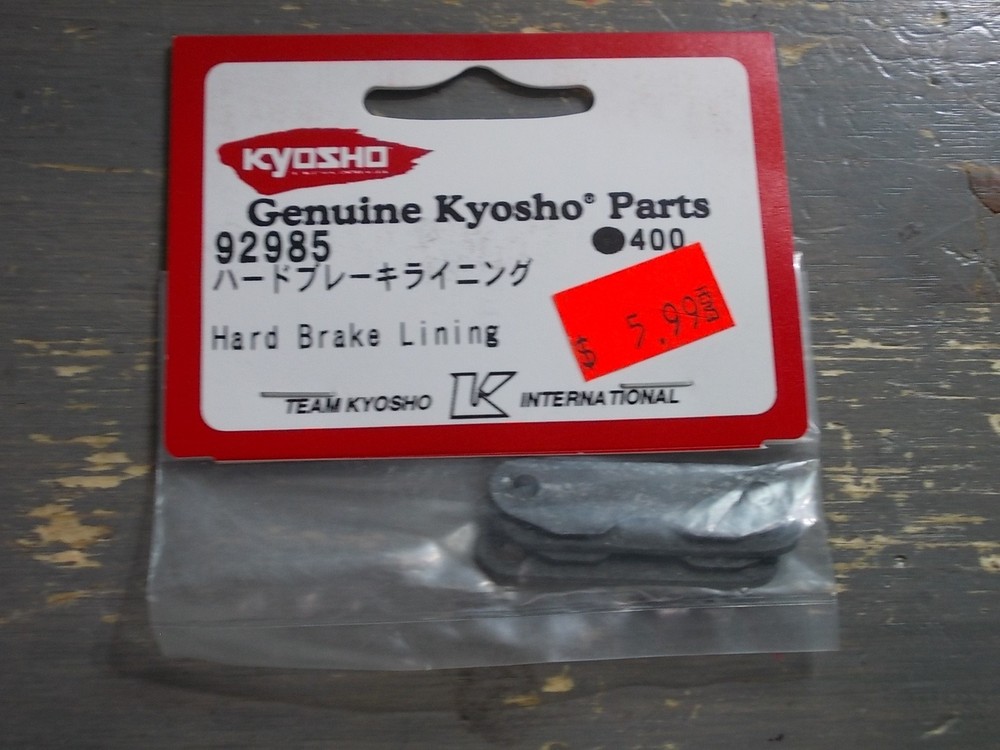 KYOSHO
Genuine Kyosho® Parts
92985
●400
ハードブレーキライニング
Hard Brake Lining
$ 5.99
TEAM KYOSHO K INTERNATIONAL